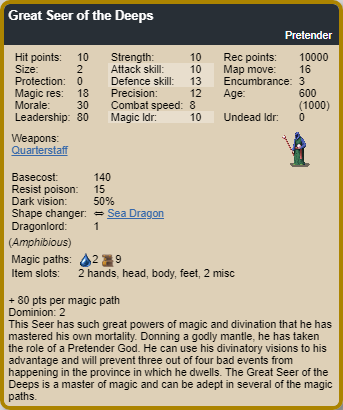 Great Seer of the Deeps
Pretender
Hit points: 10 Strength: 10 Rec points: 10000
Size: 2 Attack skill: 10 Map move: 16
Protection: 0 Defence skill: 13 Encumbrance: 3
Magic res: 18 Precision: 12 Age: 600
Morale: 30 Combat speed: 8 (1000)
Leadership: 80 Magic ldr: 10 Undead ldr: 0
Weapons:
Quarterstaff
Basecost: 140
Resist poison: 15
Dark vision: 50%
Shape changer: ⇔ Sea Dragon
Dragonlord: 1
(Amphibious)
Magic paths: 2 9
Item slots: 2 hands, head, body, feet, 2 misc
+ 80 pts per magic path
Dominion: 2
This Seer has such great powers of magic and divination that he has
mastered his own mortality. Donning a godly mantle, he has taken
the role of a Pretender God. He can use his divinatory visions to his
advantage and will prevent three out of four bad events from
happening in the province in which he dwells. The Great Seer of the
Deeps is a master of magic and can be adept in several of the magic
paths.